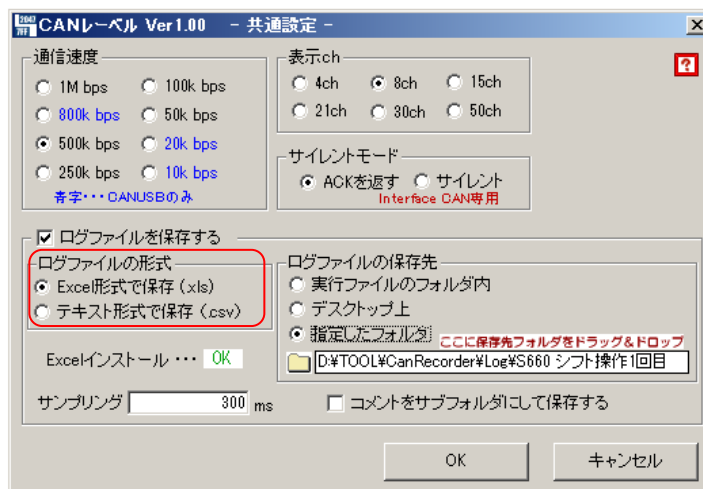 2047
7FF
CANレーベル Ver1.00 - 共通設定 -
通信速度
1M bps
100k bps
800k bps
50k bps
500k bps
20k bps
250k bps
10k bps
青字・・・CANUSBのみ
表示ch
4ch
8ch
15ch
21ch
30ch
50ch
?
サイレントモード
ACKを返す
サイレント
Interface CAN専用
ログファイルを保存する
ログファイルの形式
Excel形式で保存 (.xls)
テキスト形式で保存 (.csv)
Excelインストール ・・・ OK
ログファイルの保存先
実行ファイルのフォルダ内
デスクトップ上
指定したフォルダ
ここに保存先フォルダをドラッグ&ドロップ
D:¥TOOL¥CanRecorder¥Log¥S660 シフト操作1回目
サンプリング 300 ms
コメントをサブフォルダにして保存する
OK
キャンセル